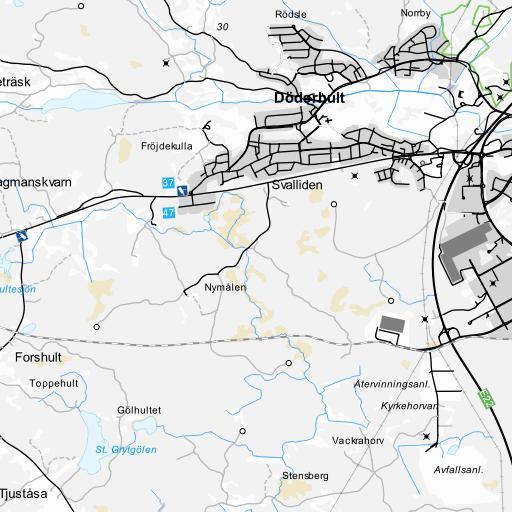 Rödsle
Norrby
30
eträsk
Döderhult
Fröjdekulla
agmanskvarn
37
Svalliden
47
ultesjön
Nymålen
Forshult
Toppehult
Återvinningsanl.
E22
Gölhultet
Kyrkehorvan
Vackrahorv
St. Grytgölen
Avfallsanl.
Stensberg
Tjuståsa